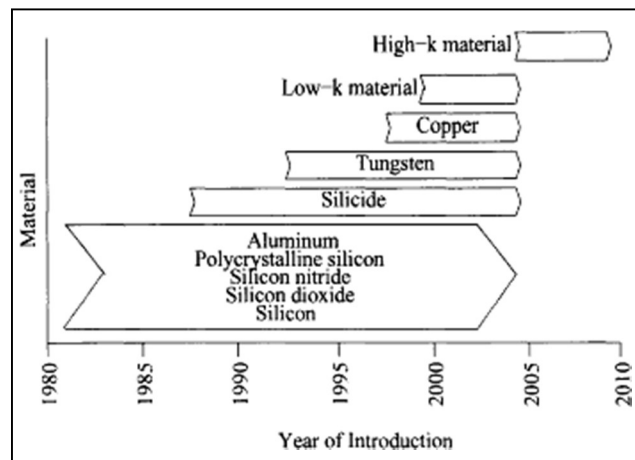 High-k material
Low-k material
Copper
Tungsten
Silicide
Aluminum
Polycrystalline silicon
Silicon nitride
Silicon dioxide
Silicon
Material
1980
1985
1990
1995
2000
2005
2010
Year of Introduction